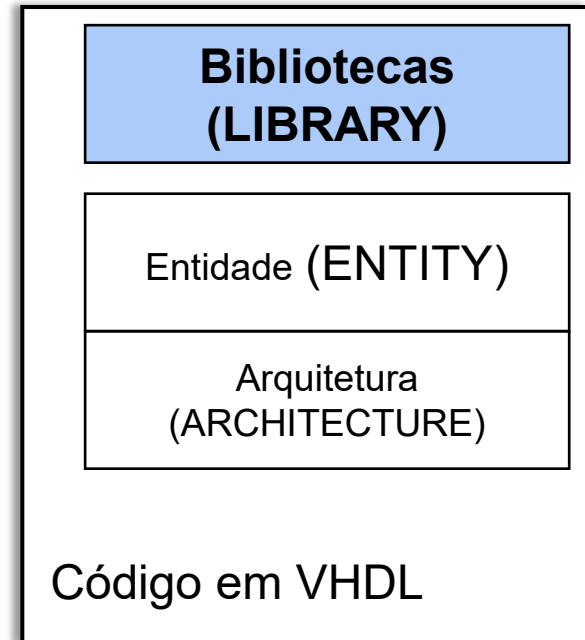 Bibliotecas
(LIBRARY)
Entidade (ENTITY)
Arquitetura
(ARCHITECTURE)
Código em VHDL